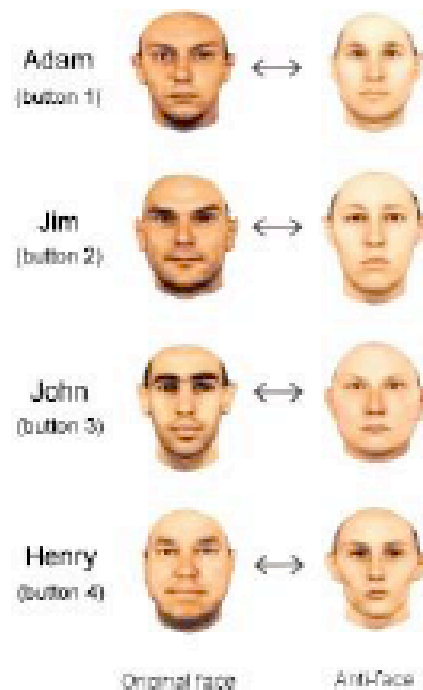 Adam
(button 1)
Jim
(button 2)
John
(button 3)
Henry
(button 4)
Original face
Anti-face